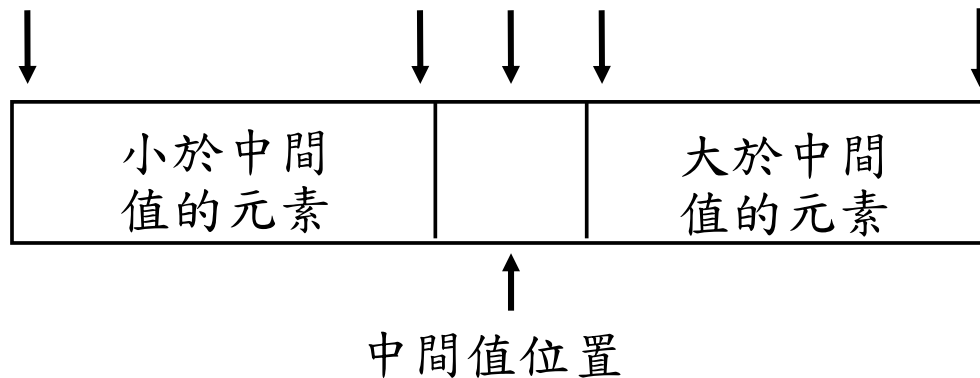 小於中間
值的元素
大於中間
值的元素
中間值位置